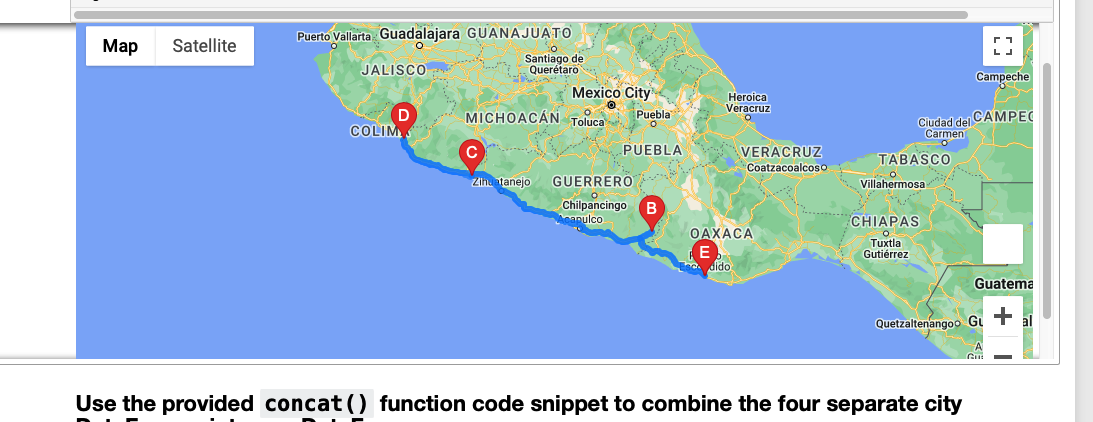 Map
Satellite
Puerto Vallarta
Guadalajara
GUANAJUATO
Santiago de
Querétaro
JALISCO
Campeche
Mexico City
Heroica
Veracruz
D
MICHOACÁN
Toluca
Puebla
Ciudad del
Carmen
CAMPEC
COLIMA
C
PUEBLA
VERACRUZ
TABASCO
Coatzacoalcos
Zihuatanejo
GUERRERO
Villahermosa
Chilpancingo
B
Acapulco
CHIAPAS
OAXACA
E
Tuxtla
Gutiérrez
Escondido
Guatema
Quetzaltenango
+
Use the provided concat() function code snippet to combine the four separate city